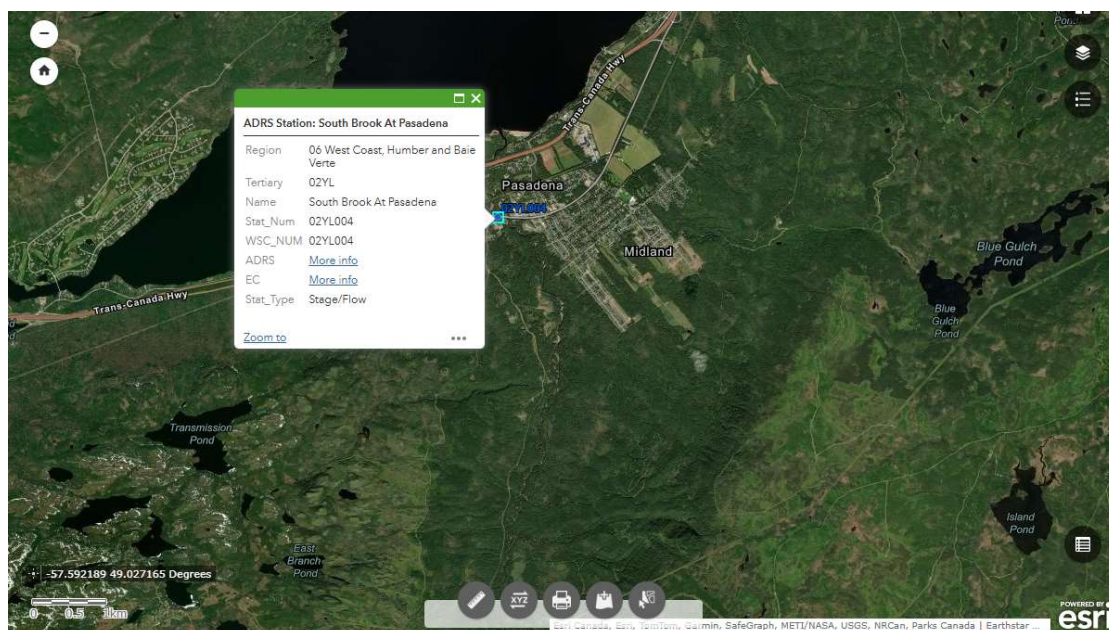 Pond
Trans-Canada Hwy
ADRS Station: South Brook At Pasadena
Region 06 West Coast, Humber and Baie
Verte
Tertiary 02YL
Name South Brook At Pasadena
Stat_Num 02YL004
WSC_NUM 02YL004
ADRS More info
EC More info
Stat_Type Stage/Flow
Zoom to
Pasadena
02YL004
Midland
Blue Gulch
Pond
Blue
Gulch
Pond
Trans-Canada Hwy
Transmission
Pond
Island
Pond
East
Branch
Pond
-57.592189 49.027165 Degrees
0 0.5 1km
XYZ
POWERED BY
esri
Esri Canada, Esri, TomTom, Garmin, SafeGraph, METI/NASA, USGS, NRCan, Parks Canada | Earthstar ...